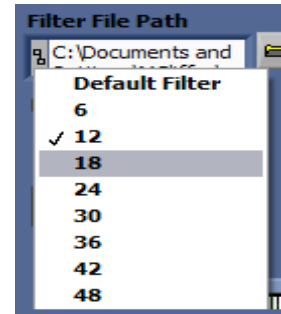 Filter File Path
C:\Documents and
Default Filter
6
✓ 12
18
24
30
36
42
48